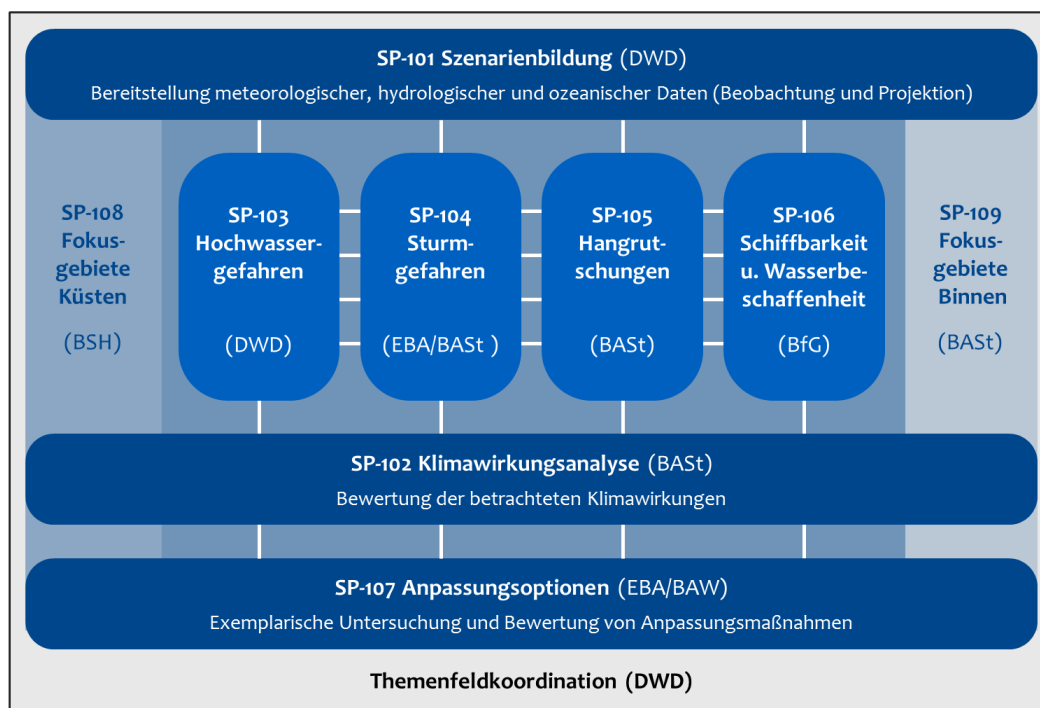 SP-101 Szenarienbildung (DWD)
Bereitstellung meteorologischer, hydrologischer und ozeanischer Daten (Beobachtung und Projektion)
SP-108
Fokus-
gebiete
Küsten
(BSH)
SP-103
Hochwasser-
gefahren
(DWD)
SP-104
Sturm-
gefahren
(EBA/BASt )
SP-105
Hangrut-
schungen
(BASt)
SP-106
Schiffbarkeit
u. Wasserbe-
schaffenheit
(BfG)
SP-109
Fokus-
gebiete
Binnen
(BASt)
SP-102 Klimawirkungsanalyse (BASt)
Bewertung der betrachteten Klimawirkungen
SP-107 Anpassungsoptionen (EBA/BAW)
Exemplarische Untersuchung und Bewertung von Anpassungsmaßnahmen
Themenfeldkoordination (DWD)